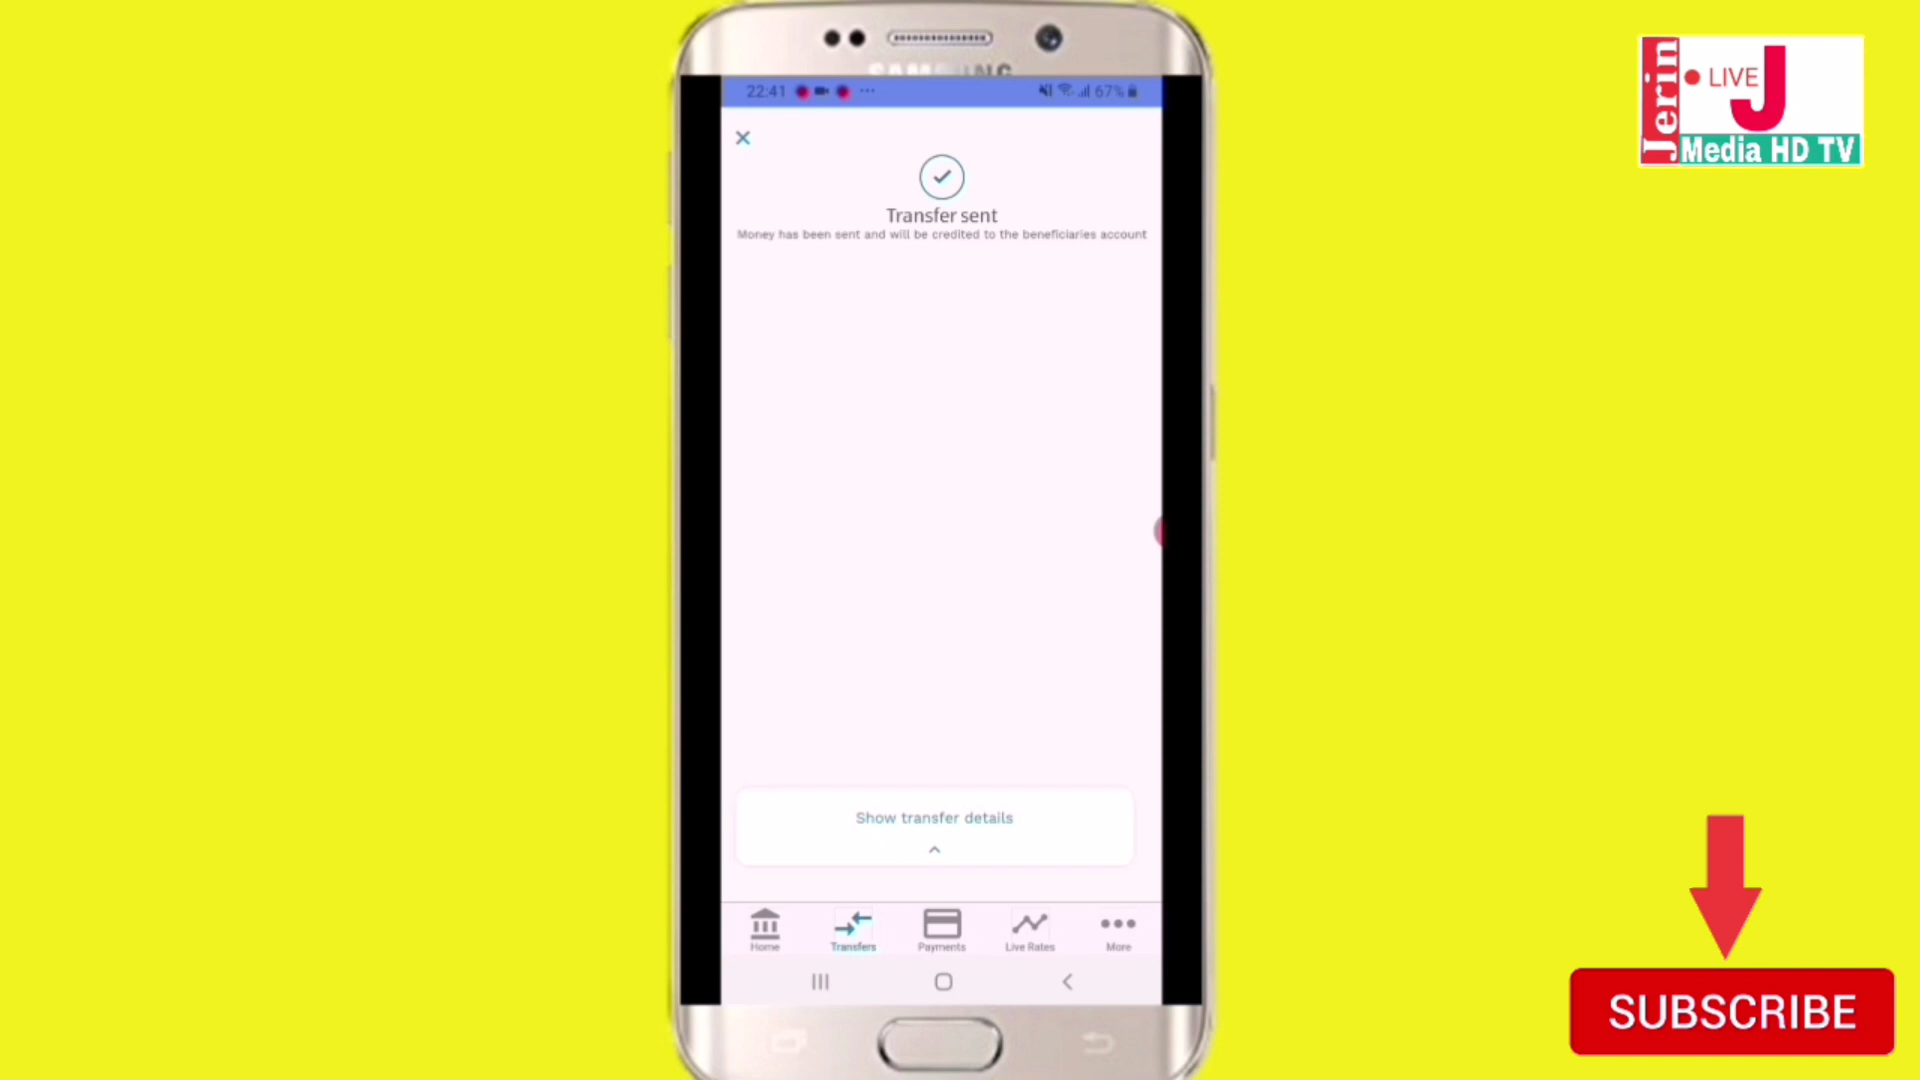 SAMSUNG
22:41
67%
Transfer sent
Money has been sent and will be credited to the beneficiaries account
Show transfer details
Home
Transfers
Payments
Live Rates
More
Jerin
LIVE
J
Media HD TV
SUBSCRIBE